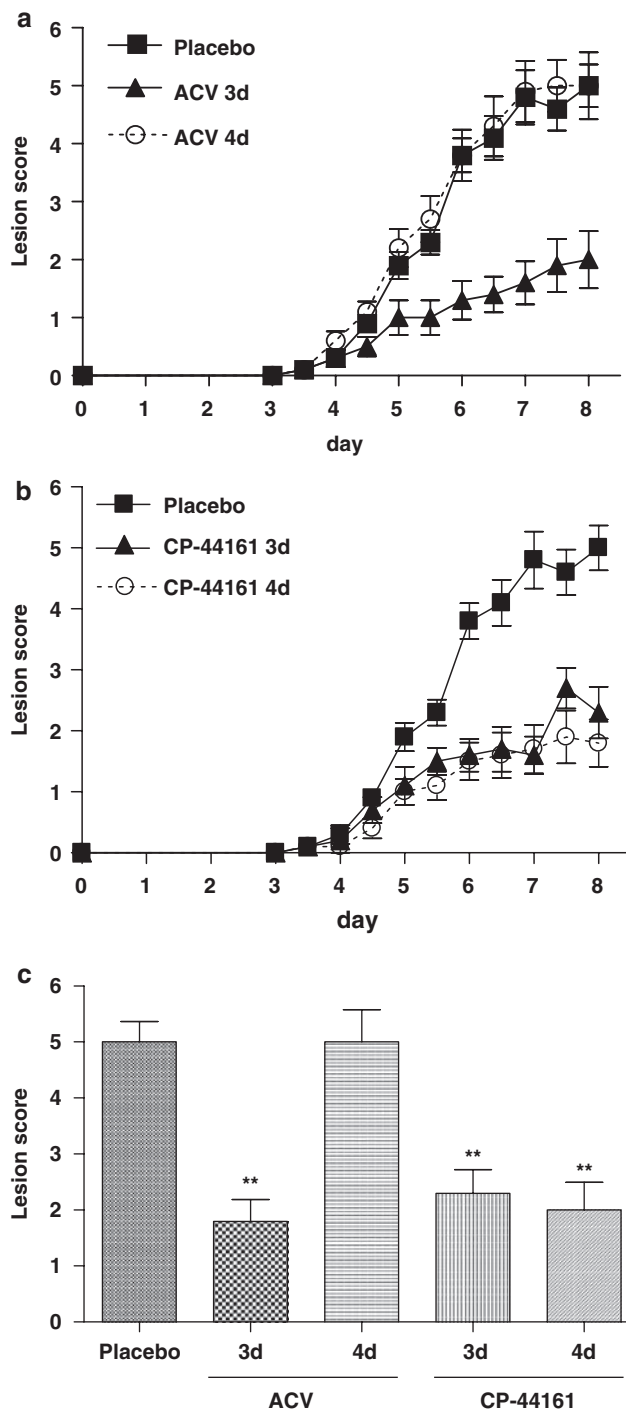 a
6
5
4
3
2
1
0
Lesion score
Placebo
ACV 3d
ACV 4d
0 1 2 3 4 5 6 7 8
day
b
6
5
4
3
2
1
0
Lesion score
Placebo
CP-44161 3d
CP-44161 4d
0 1 2 3 4 5 6 7 8
day
c
6
5
4
3
2
1
0
Lesion score
**
**
**
Placebo 3d 4d 3d 4d
ACV CP-44161